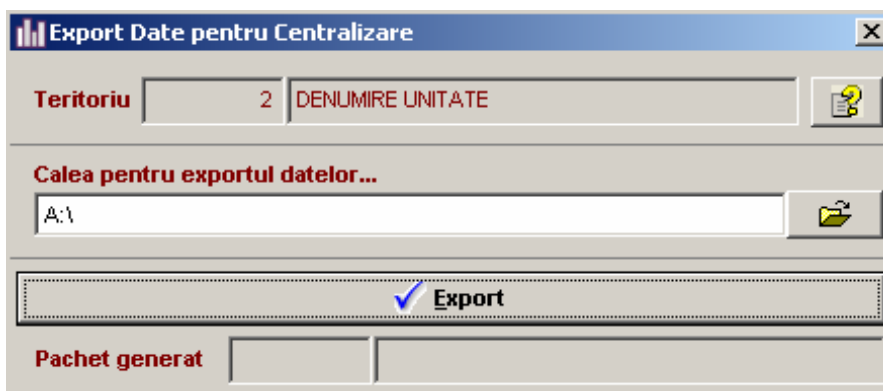 Export Date pentru Centralizare
Teritoriu 2 DENUMIRE UNITATE
Calea pentru exportul datelor...
A:\
Export
Pachet generat